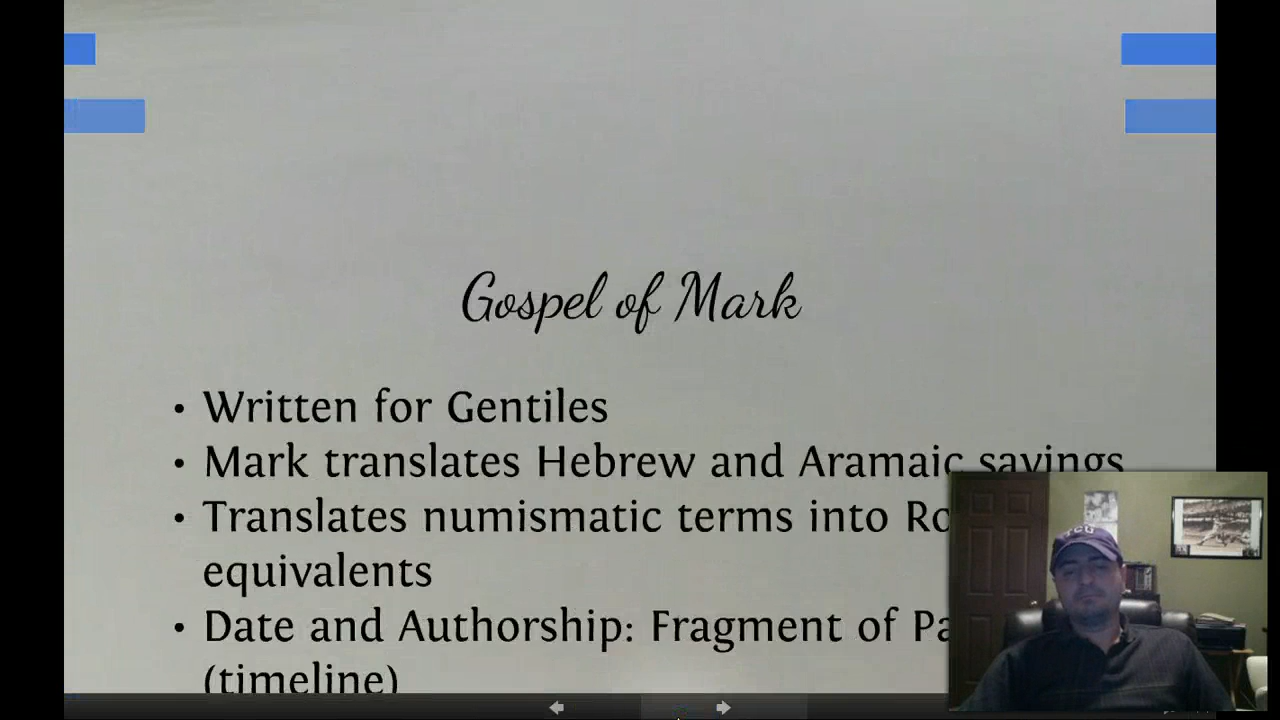 Gospel of Mark
• Written for Gentiles
• Mark translates Hebrew and Aramaic sayings
• Translates numismatic terms into Ro
equivalents
• Date and Authorship: Fragment of Pa
(timeline)